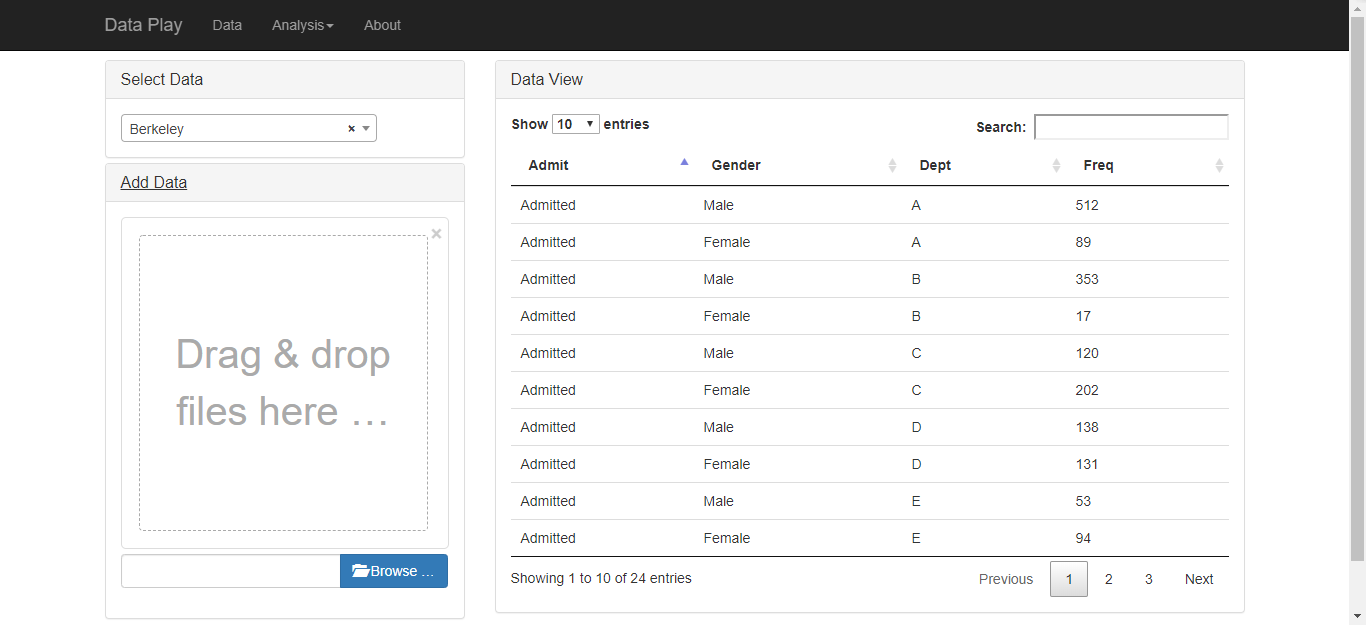 Data Play Data Analysis About
Select Data
Berkeley ×
Add Data
×
Drag & drop
files here …
Browse …
Data View
Show 10 entries
Search:
Admit Gender Dept Freq
Admitted Male A 512
Admitted Female A 89
Admitted Male B 353
Admitted Female B 17
Admitted Male C 120
Admitted Female C 202
Admitted Male D 138
Admitted Female D 131
Admitted Male E 53
Admitted Female E 94
Showing 1 to 10 of 24 entries
Previous 1 2 3 Next